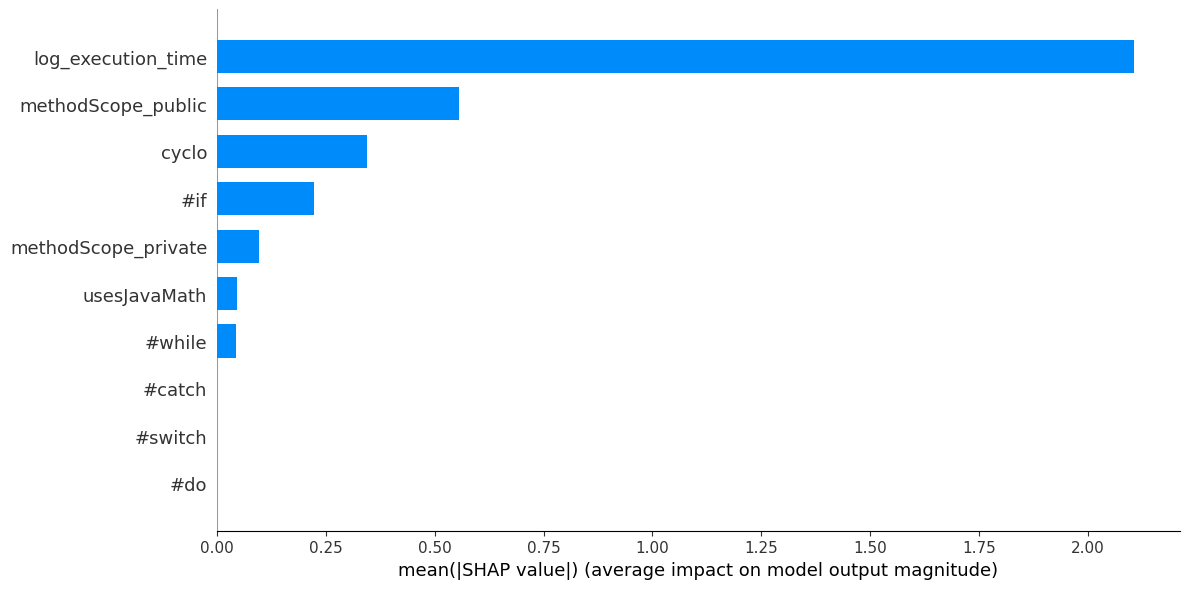 log_execution_time
methodScope_public
cyclo
#if
methodScope_private
usesJavaMath
#while
#catch
#switch
#do
0.00 0.25 0.50 0.75 1.00 1.25 1.50 1.75 2.00
mean(|SHAP value|) (average impact on model output magnitude)